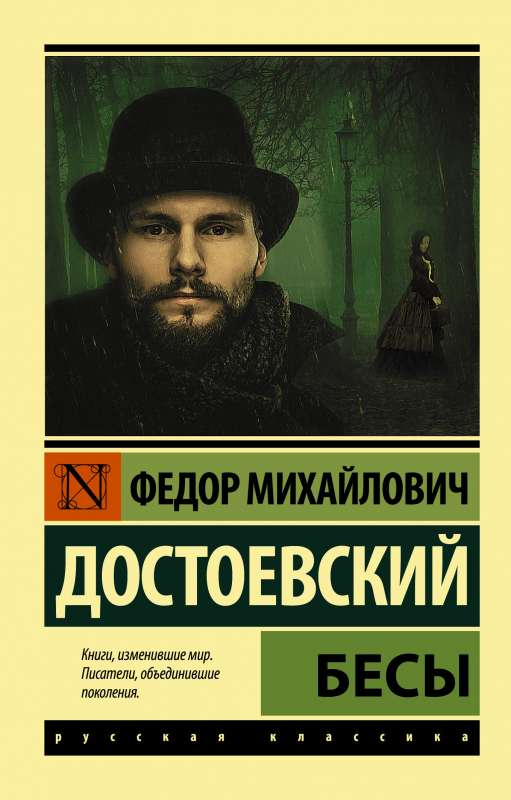 N
ФЕДОР МИХАЙЛОВИЧ
ДОСТОЕВСКИЙ
Книги, изменившие мир.
Писатели, объединившие
поколения.
БЕСЫ
русская классика